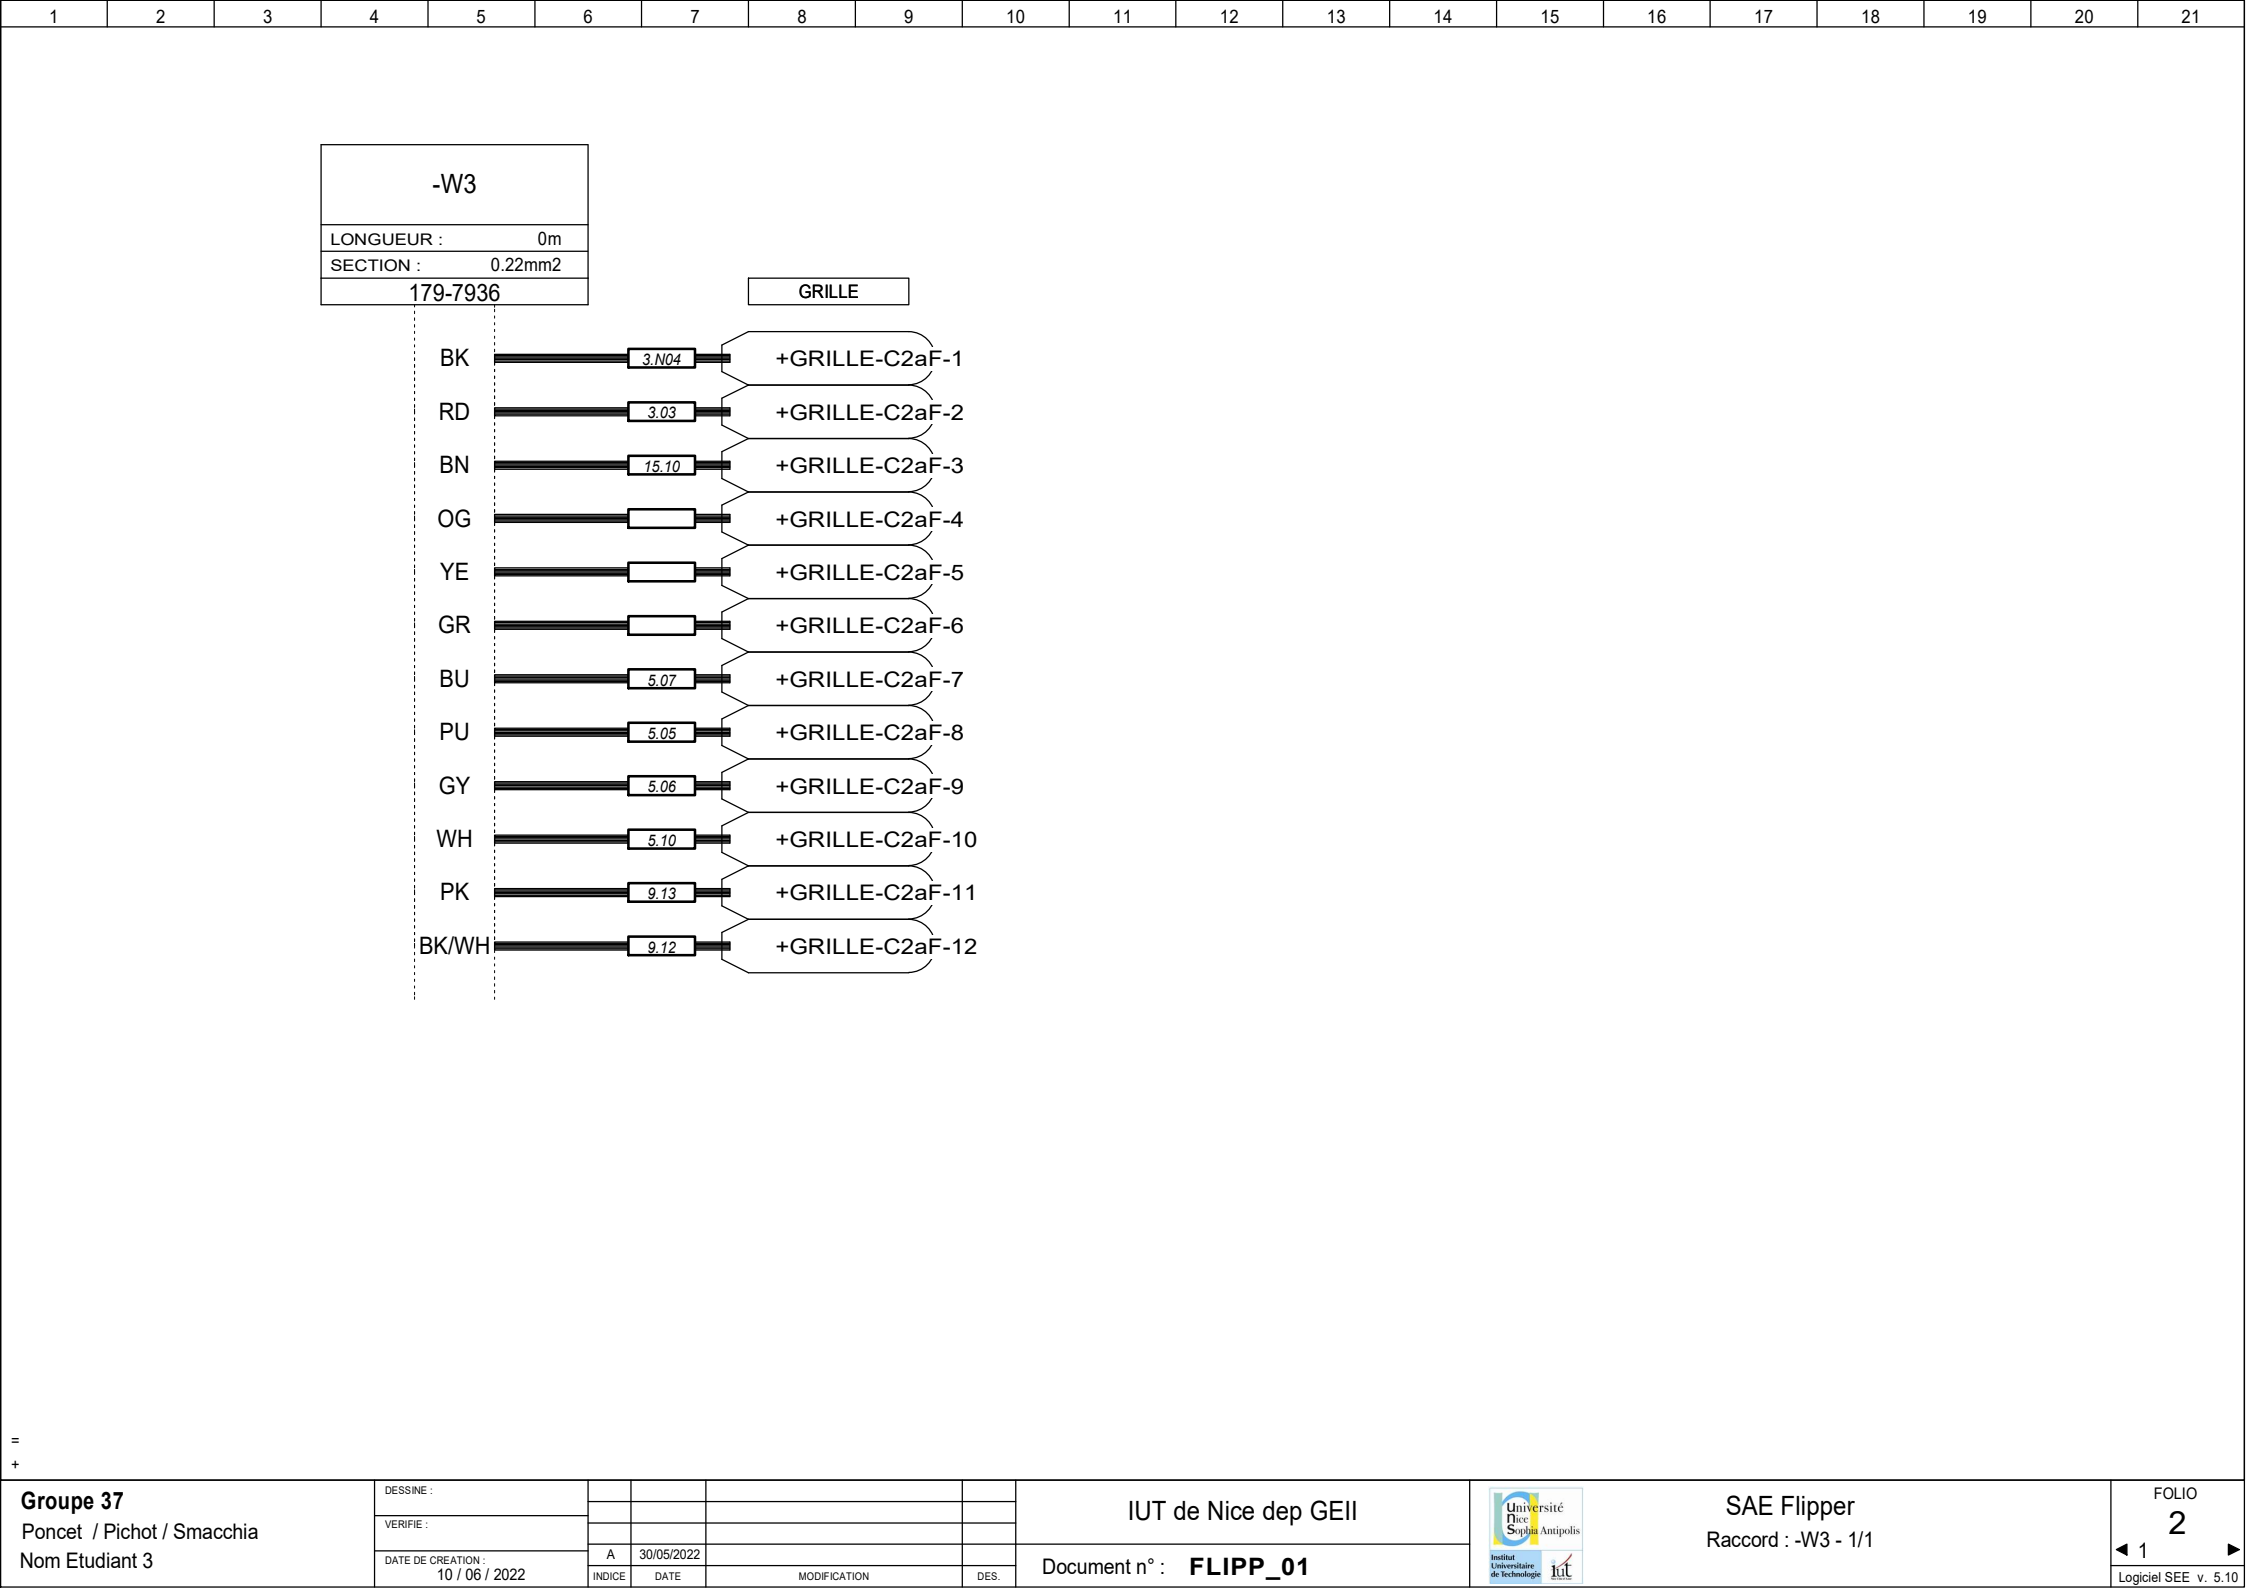 1 2 3 4 5 6 7 8 9 10 11 12 13 14 15 16 17 18 19 20 21
-W3
LONGUEUR : 0m
SECTION : 0.22mm2
179-7936
GRILLE
BK 3.N04 +GRILLE-C2aF-1
RD 3.03 +GRILLE-C2aF-2
BN 15.10 +GRILLE-C2aF-3
OG +GRILLE-C2aF-4
YE +GRILLE-C2aF-5
GR +GRILLE-C2aF-6
BU 5.07 +GRILLE-C2aF-7
PU 5.05 +GRILLE-C2aF-8
GY 5.06 +GRILLE-C2aF-9
WH 5.10 +GRILLE-C2aF-10
PK 9.13 +GRILLE-C2aF-11
BK/WH 9.12 +GRILLE-C2aF-12
=
+
Groupe 37
Poncet / Pichot / Smacchia
Nom Etudiant 3
DESSINE :
VERIFIE :
DATE DE CREATION :
10 / 06 / 2022
A 30/05/2022
INDICE DATE MODIFICATION DES.
IUT de Nice dep GEII
Document n° : FLIPP_01
Université
Nice
Sophia Antipolis
Institut
Universitaire
de Technologie
iut
SAE Flipper
Raccord : -W3 - 1/1
FOLIO
2
◄ 1 ►
Logiciel SEE v. 5.10